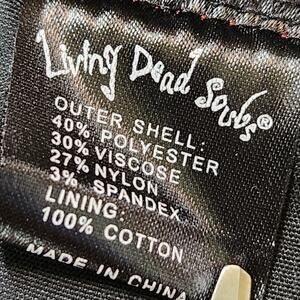 Living Dead Souls®
OUTER SHELL:
40% POLYESTER
30% VISCOSE
27% NYLON
3% SPANDEX
LINING:
100% COTTON
MADE IN CHINA